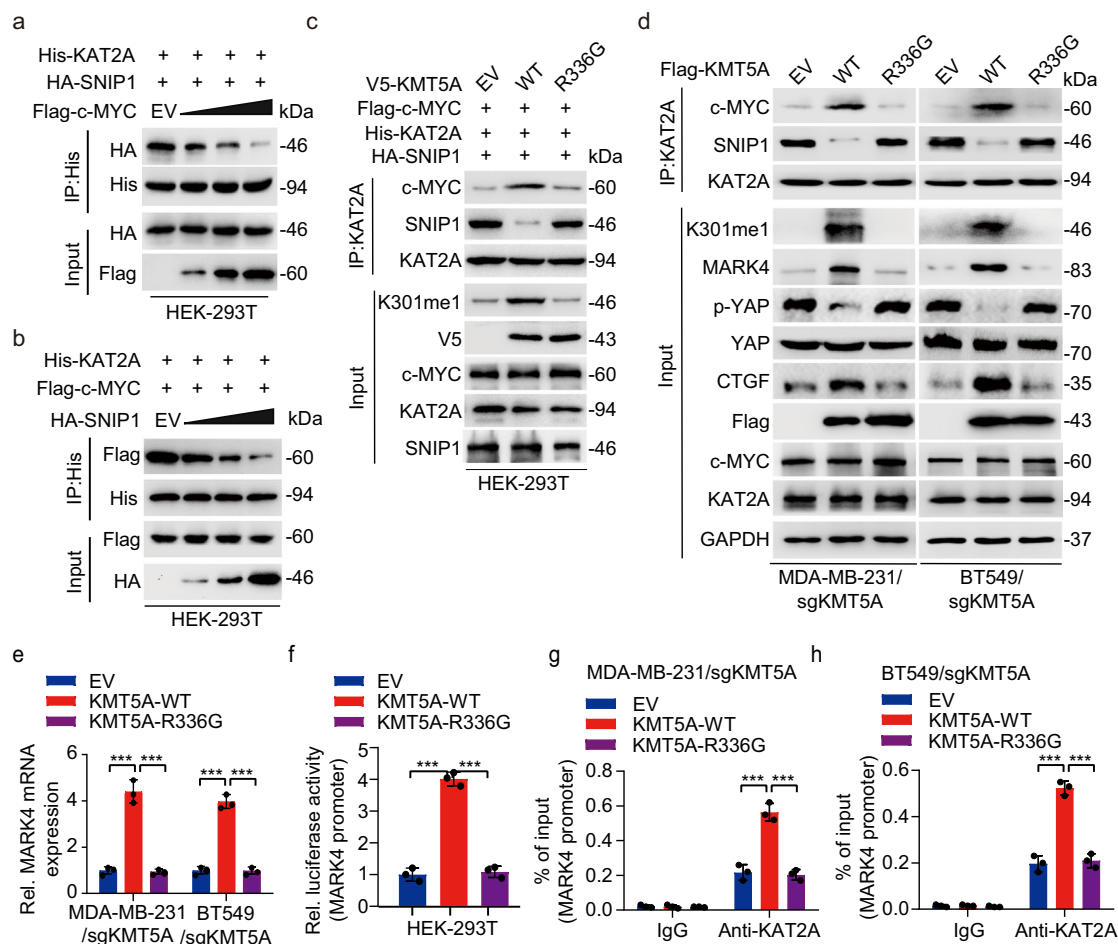 a
His-KAT2A + + + +
HA-SNIP1 + + + +
Flag-c-MYC EV kDa
IP:His
HA -46
His -94
Input
HA -46
Flag -60
HEK-293T
b
His-KAT2A + + + +
Flag-c-MYC + + + +
HA-SNIP1 EV kDa
IP:His
Flag -60
His -94
Input
Flag -60
HA -46
HEK-293T
c
V5-KMT5A EV WT R336G
Flag-c-MYC + + +
His-KAT2A + + +
HA-SNIP1 + + + kDa
IP:KAT2A
c-MYC -60
SNIP1 -46
KAT2A -94
Input
K301me1 -46
V5 -43
c-MYC -60
KAT2A -94
SNIP1 -46
HEK-293T
d
Flag-KMT5A EV WT R336G EV WT R336G kDa
IP:KAT2A
c-MYC -60
SNIP1 -46
KAT2A -94
Input
K301me1 -46
MARK4 -83
p-YAP -70
YAP -70
CTGF -35
Flag -43
c-MYC -60
KAT2A -94
GAPDH -37
MDA-MB-231/ BT549/
sgKMT5A sgKMT5A
e
EV
KMT5A-WT
KMT5A-R336G
Rel. MARK4 mRNA
expression
6
4
2
0
*** *** *** ***
MDA-MB-231 BT549
/sgKMT5A /sgKMT5A
f
EV
KMT5A-WT
KMT5A-R336G
Rel. luciferase activity
(MARK4 promoter)
5
4
3
2
1
0
*** ***
HEK-293T
g
MDA-MB-231/sgKMT5A
EV
KMT5A-WT
KMT5A-R336G
% of input
(MARK4 promoter)
0.8
0.6
0.4
0.2
0.0
*** ***
IgG Anti-KAT2A
h
BT549/sgKMT5A
EV
KMT5A-WT
KMT5A-R336G
% of input
(MARK4 promoter)
0.6
0.4
0.2
0.0
*** ***
IgG Anti-KAT2A